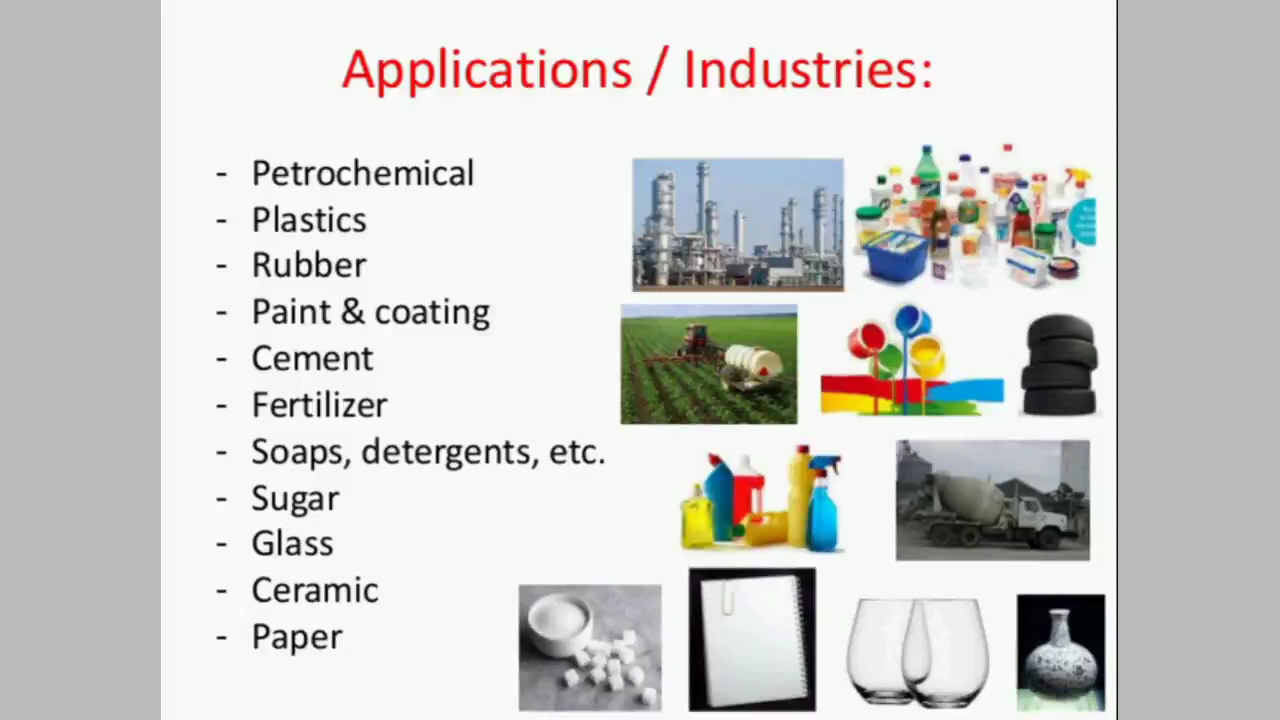 Applications / Industries:
- Petrochemical
- Plastics
- Rubber
- Paint & coating
- Cement
- Fertilizer
- Soaps, detergents, etc.
- Sugar
- Glass
- Ceramic
- Paper